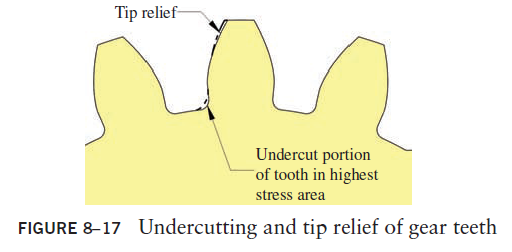 Tip relief
Undercut portion
of tooth in highest
stress area
FIGURE 8–17 Undercutting and tip relief of gear teeth